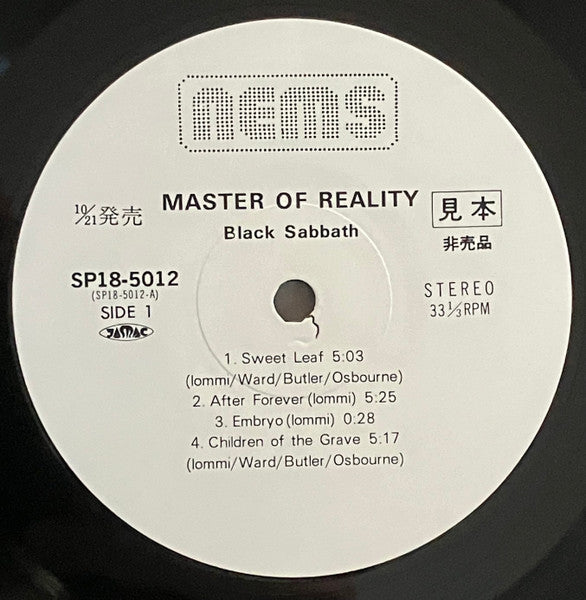 nems
MASTER OF REALITY
Black Sabbath
10/21発売
見本
非売品
SP18-5012
(SP18-5012-A)
SIDE 1
JASRAC
STEREO
33 1/3 RPM
1. Sweet Leaf 5:03
(Iommi/Ward/Butler/Osbourne)
2. After Forever (Iommi) 5:25
3. Embryo (Iommi) 0:28
4. Children of the Grave 5:17
(Iommi/Ward/Butler/Osbourne)